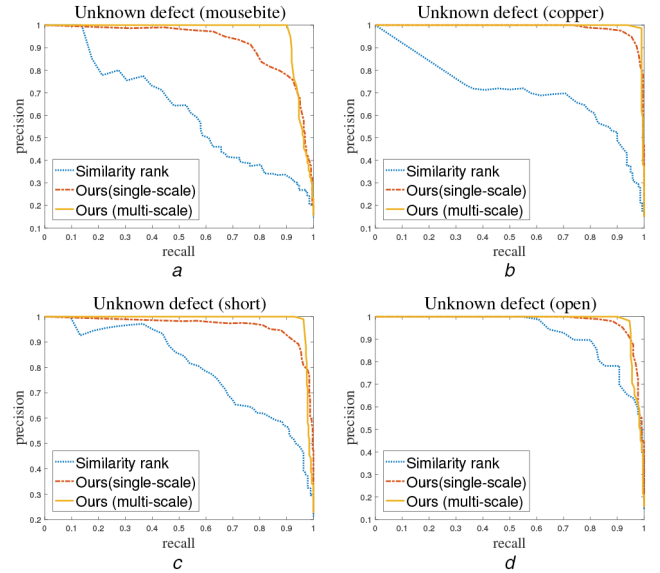 Unknown defect (mousebite)
1
0.9
0.8
0.7
0.6
0.5
0.4
0.3
0.2
0.1
precision
Similarity rank
Ours(single-scale)
Ours (multi-scale)
0 0.1 0.2 0.3 0.4 0.5 0.6 0.7 0.8 0.9 1
recall
a
Unknown defect (copper)
1
0.9
0.8
0.7
0.6
0.5
0.4
0.3
0.2
0.1
precision
Similarity rank
Ours(single-scale)
Ours (multi-scale)
0 0.1 0.2 0.3 0.4 0.5 0.6 0.7 0.8 0.9 1
recall
b
Unknown defect (short)
1
0.9
0.8
0.7
0.6
0.5
0.4
0.3
0.2
precision
Similarity rank
Ours(single-scale)
Ours (multi-scale)
0 0.1 0.2 0.3 0.4 0.5 0.6 0.7 0.8 0.9 1
recall
c
Unknown defect (open)
1
0.9
0.8
0.7
0.6
0.5
0.4
0.3
0.2
0.1
precision
Similarity rank
Ours(single-scale)
Ours (multi-scale)
0 0.1 0.2 0.3 0.4 0.5 0.6 0.7 0.8 0.9 1
recall
d